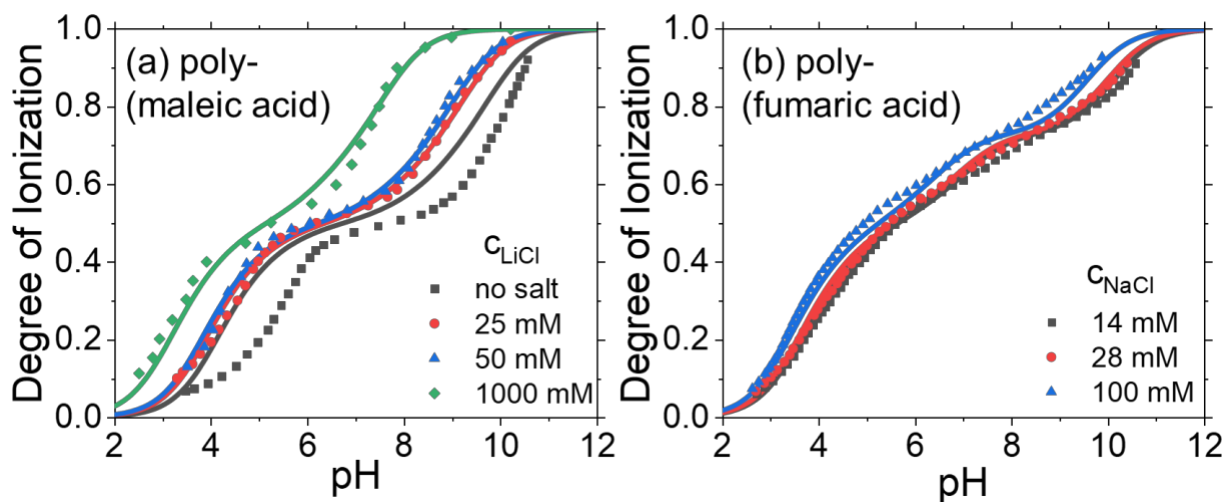 (a) poly-
(maleic acid)
Degree of Ionization
1.0
0.8
0.6
0.4
0.2
0.0
c_LiCl
no salt
25 mM
50 mM
1000 mM
2 4 6 8 10 12
pH
(b) poly-
(fumaric acid)
Degree of Ionization
1.0
0.8
0.6
0.4
0.2
0.0
c_NaCl
14 mM
28 mM
100 mM
2 4 6 8 10 12
pH